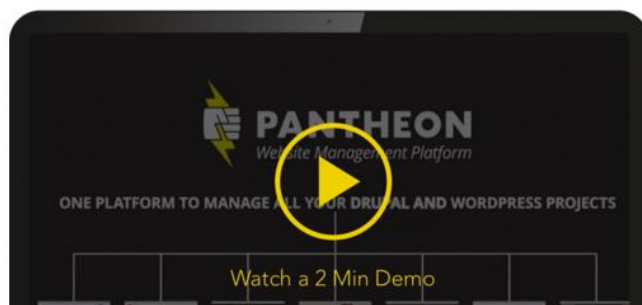 PANTHEON
Website Management Platform
ONE PLATFORM TO MANAGE ALL YOUR DRUPAL AND WORDPRESS PROJECTS
Watch a 2 Min Demo